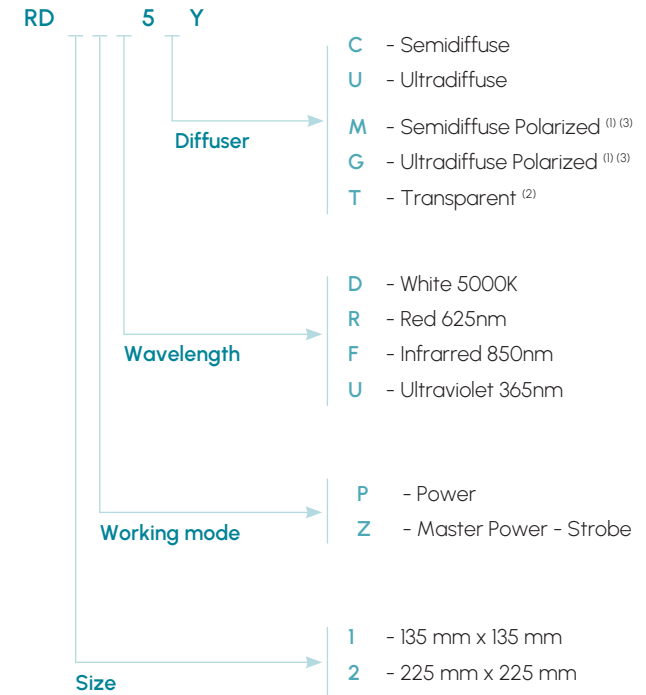 RD 5 Y
C - Semidiffuse
U - Ultradiffuse
Diffuser
M - Semidiffuse Polarized (1) (3)
G - Ultradiffuse Polarized (1) (3)
T - Transparent (2)
D - White 5000K
R - Red 625nm
Wavelength
F - Infrarred 850nm
U - Ultraviolet 365nm
P - Power
Working mode
Z - Master Power - Strobe
1 - 135 mm x 135 mm
Size
2 - 225 mm x 225 mm